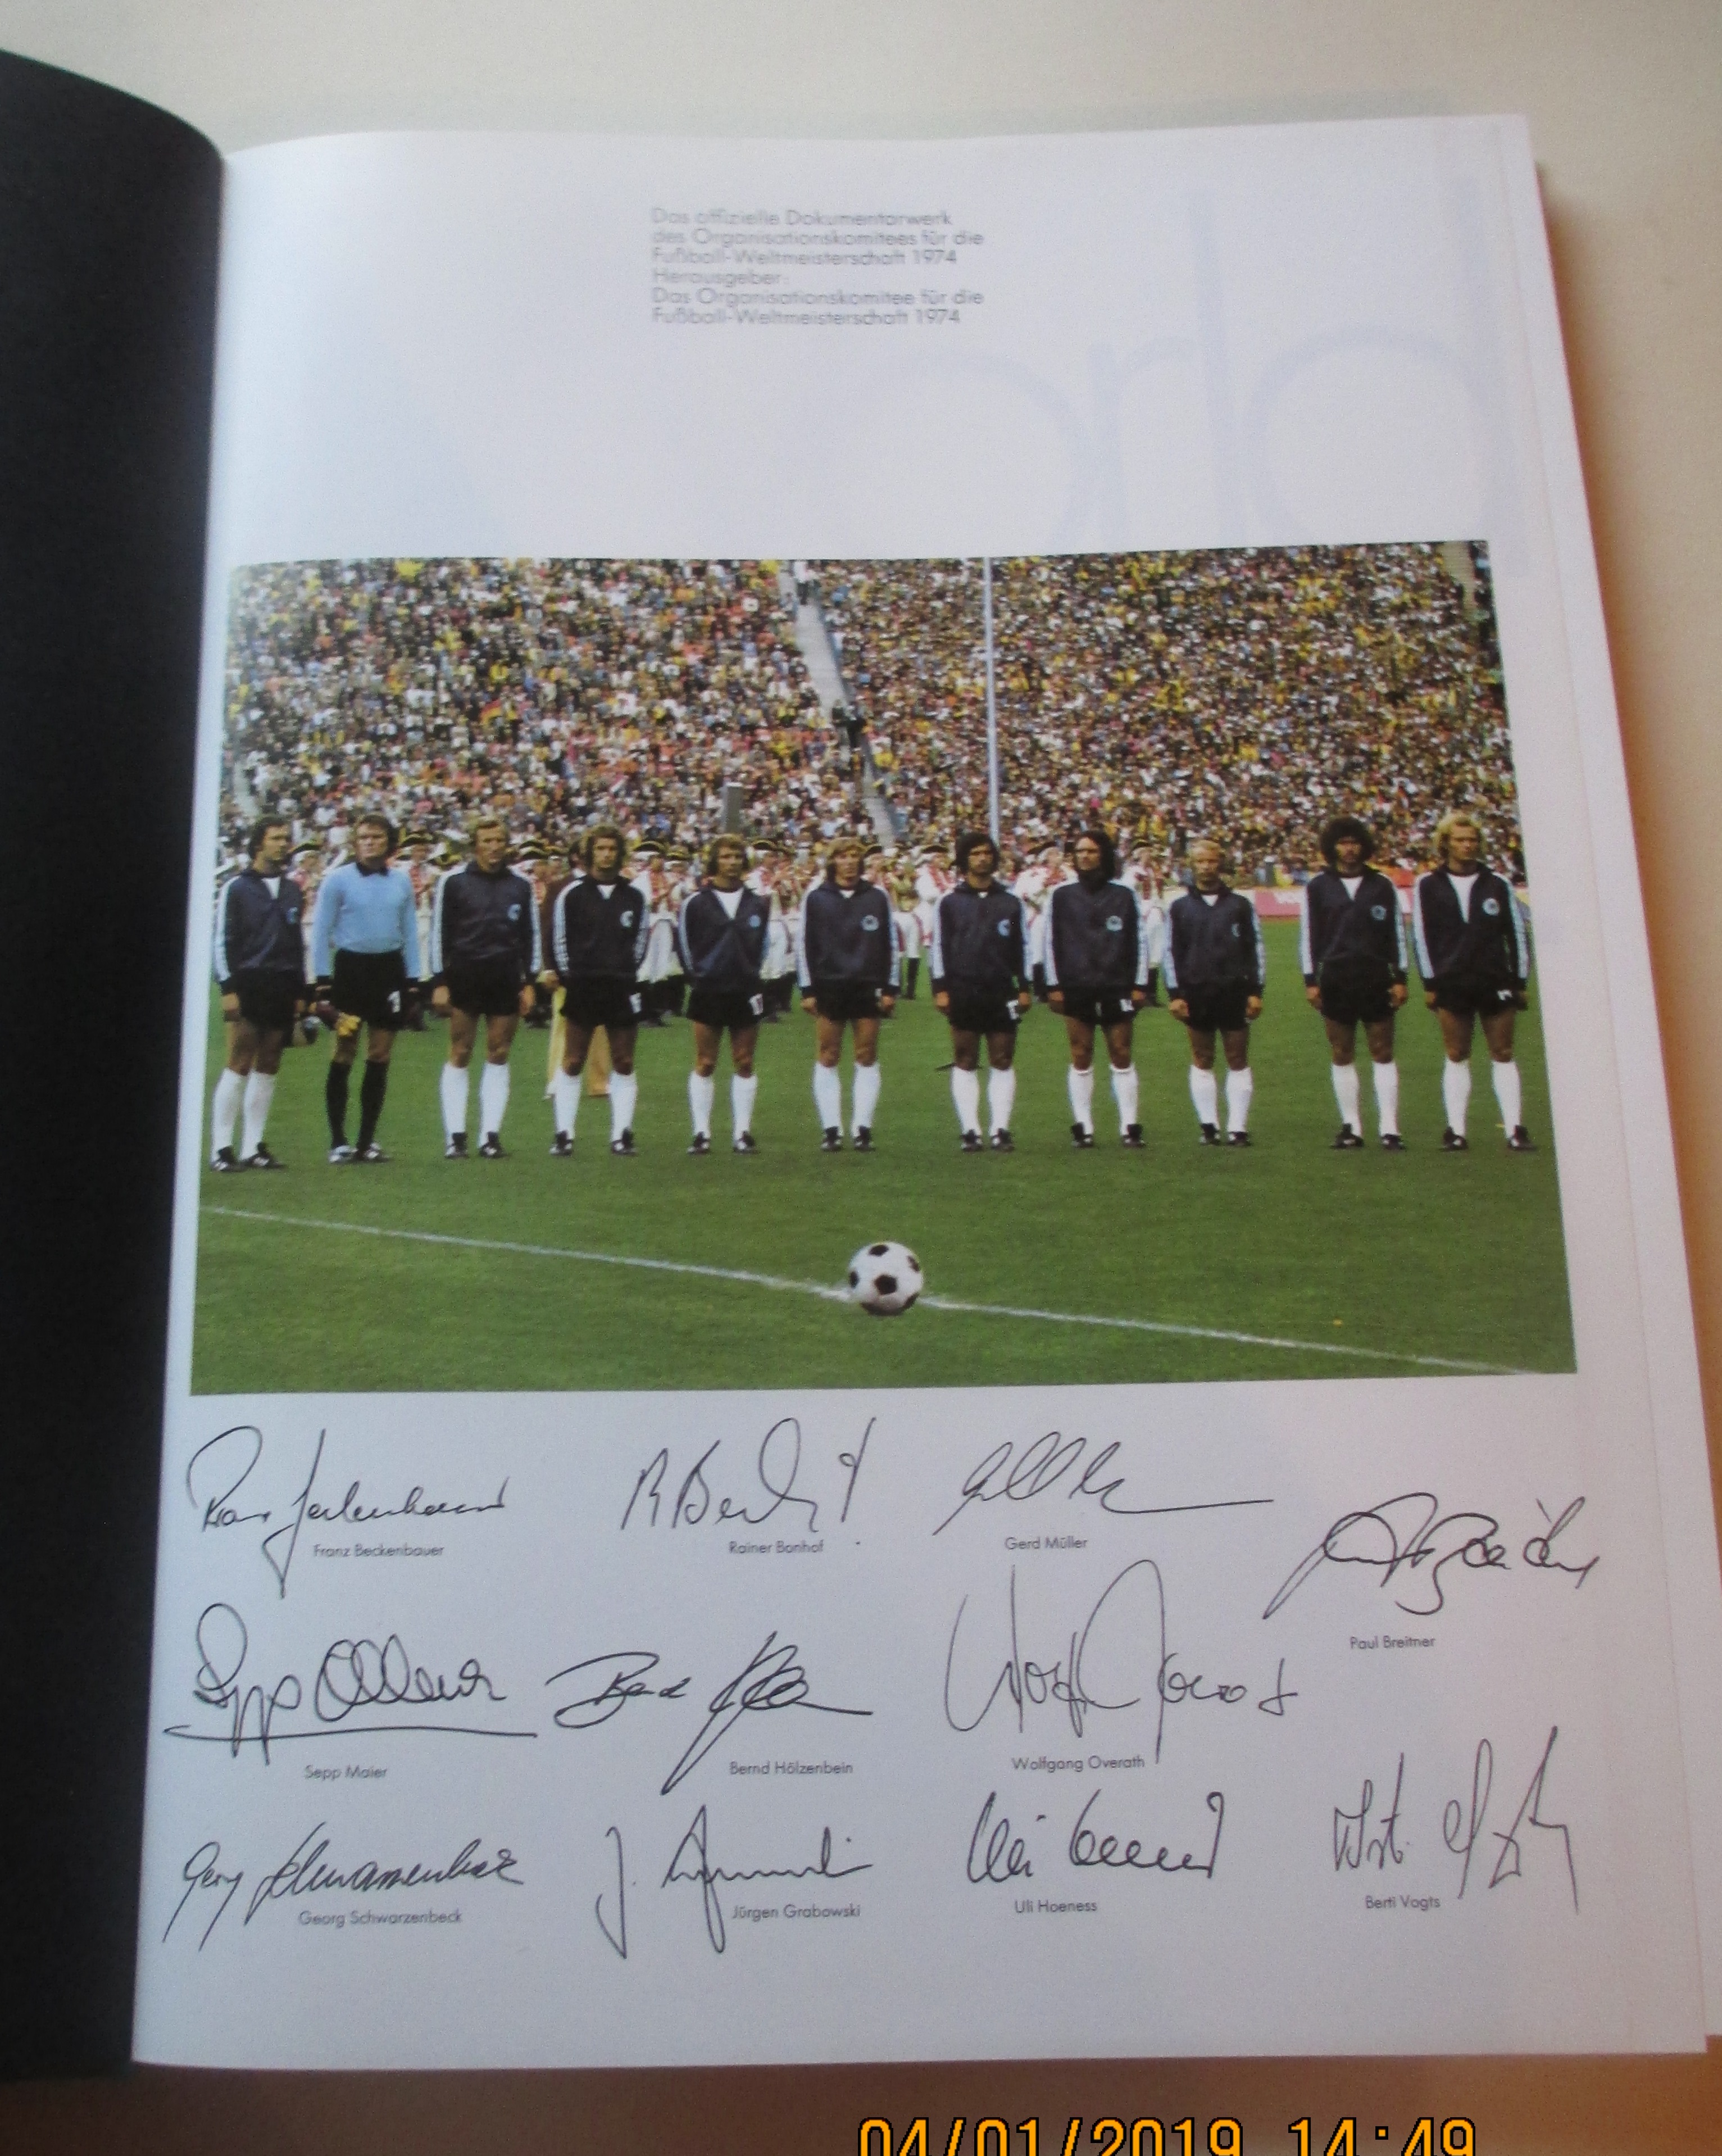 Das offizielle Dokumentarwerk
des Organisationskomitees für die
Fußball-Weltmeisterschaft 1974
Herausgeber:
Das Organisationskomitee für die
Fußball-Weltmeisterschaft 1974
Franz Beckenbauer
Rainer Bonhof
Gerd Müller
Paul Breitner
Sepp Maier
Bernd Hölzenbein
Wolfgang Overath
Georg Schwarzenbeck
Jürgen Grabowski
Uli Hoeness
Berti Vogts
04/01/2019 14:49